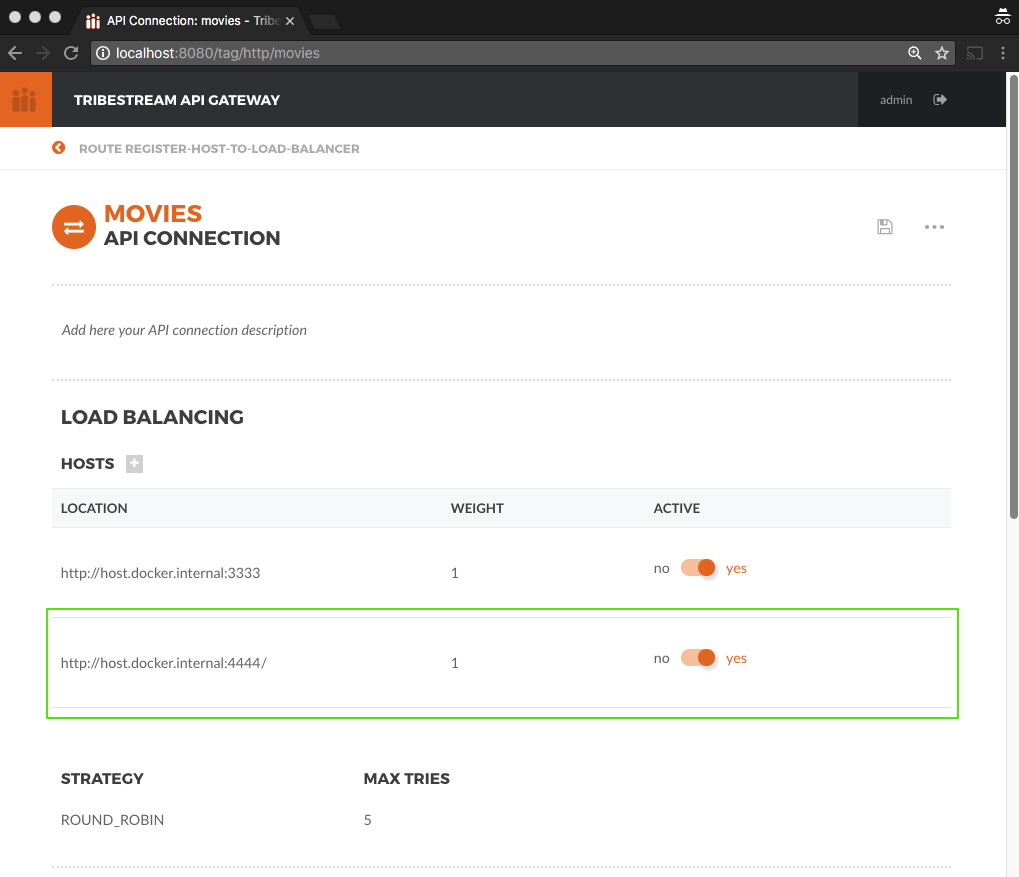 API Connection: movies - Tribe
localhost:8080/tag/http/movies
TRIBESTREAM API GATEWAY
admin
ROUTE REGISTER-HOST-TO-LOAD-BALANCER
MOVIES
API CONNECTION
Add here your API connection description
LOAD BALANCING
HOSTS
LOCATION WEIGHT ACTIVE
http://host.docker.internal:3333 1 no yes
http://host.docker.internal:4444/ 1 no yes
STRATEGY MAX TRIES
ROUND_ROBIN 5